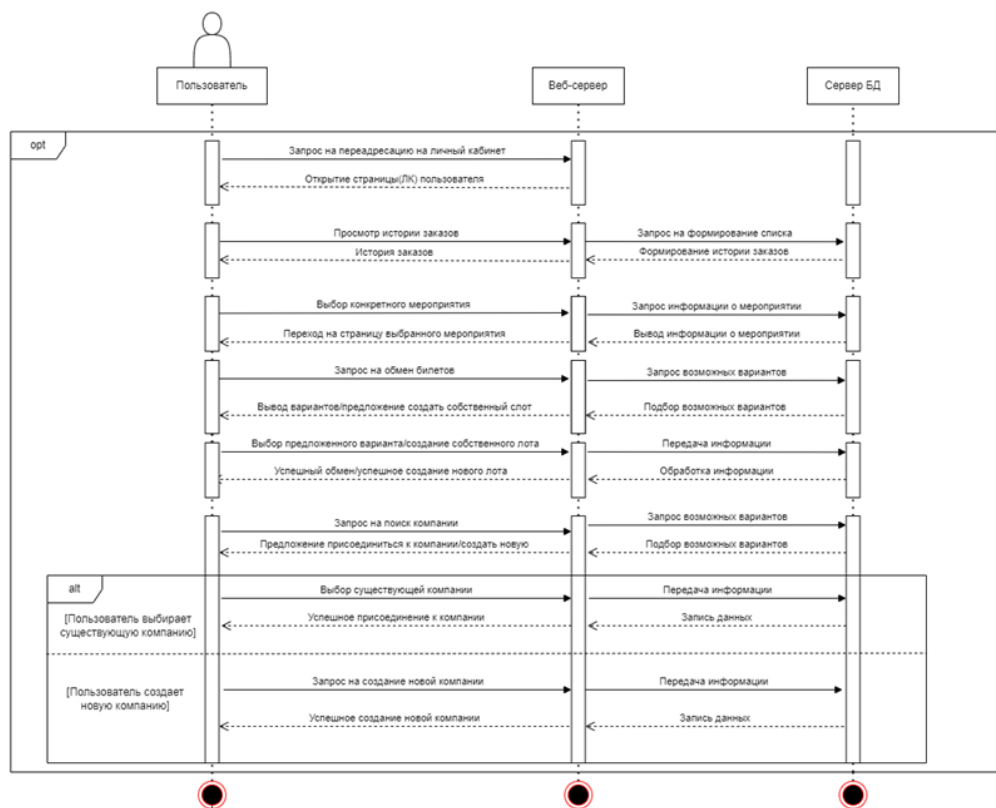 Пользователь
Веб-сервер
Сервер БД
opt
Запрос на переадресацию на личный кабинет
Открытие страницы(ЛК) пользователя
Просмотр истории заказов
Запрос на формирование списка
История заказов
Формирование истории заказов
Выбор конкретного мероприятия
Запрос информации о мероприятии
Переход на страницу выбранного мероприятия
Вывод информации о мероприятии
Запрос на обмен билетов
Запрос возможных вариантов
Вывод вариантов/предложение создать собственный слот
Подбор возможных вариантов
Выбор предложенного варианта/создание собственного лота
Передача информации
Успешный обмен/успешное создание нового лота
Обработка информации
Запрос на поиск компании
Запрос возможных вариантов
Предложение присоединиться к компании/создать новую
Подбор возможных вариантов
alt
Выбор существующей компании
Передача информации
[Пользователь выбирает
существующую компанию]
Успешное присоединение к компании
Запись данных
Запрос на создание новой компании
Передача информации
[Пользователь создает
новую компанию]
Успешное создание новой компании
Запись данных